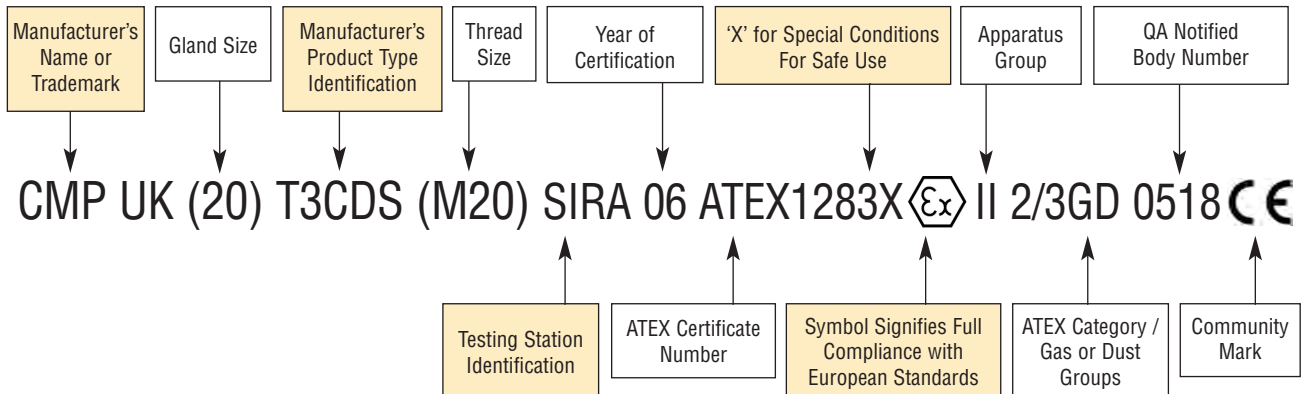 Manufacturer's
Name or
Trademark
Gland Size
Manufacturer's
Product Type
Identification
Thread
Size
Year of
Certification
‘X’ for Special Conditions
For Safe Use
Apparatus
Group
QA Notified
Body Number
CMP UK (20) T3CDS (M20) SIRA 06 ATEX1283X Ex II 2/3GD 0518 CE
Testing Station
Identification
ATEX Certificate
Number
Symbol Signifies Full
Compliance with
European Standards
ATEX Category /
Gas or Dust
Groups
Community
Mark